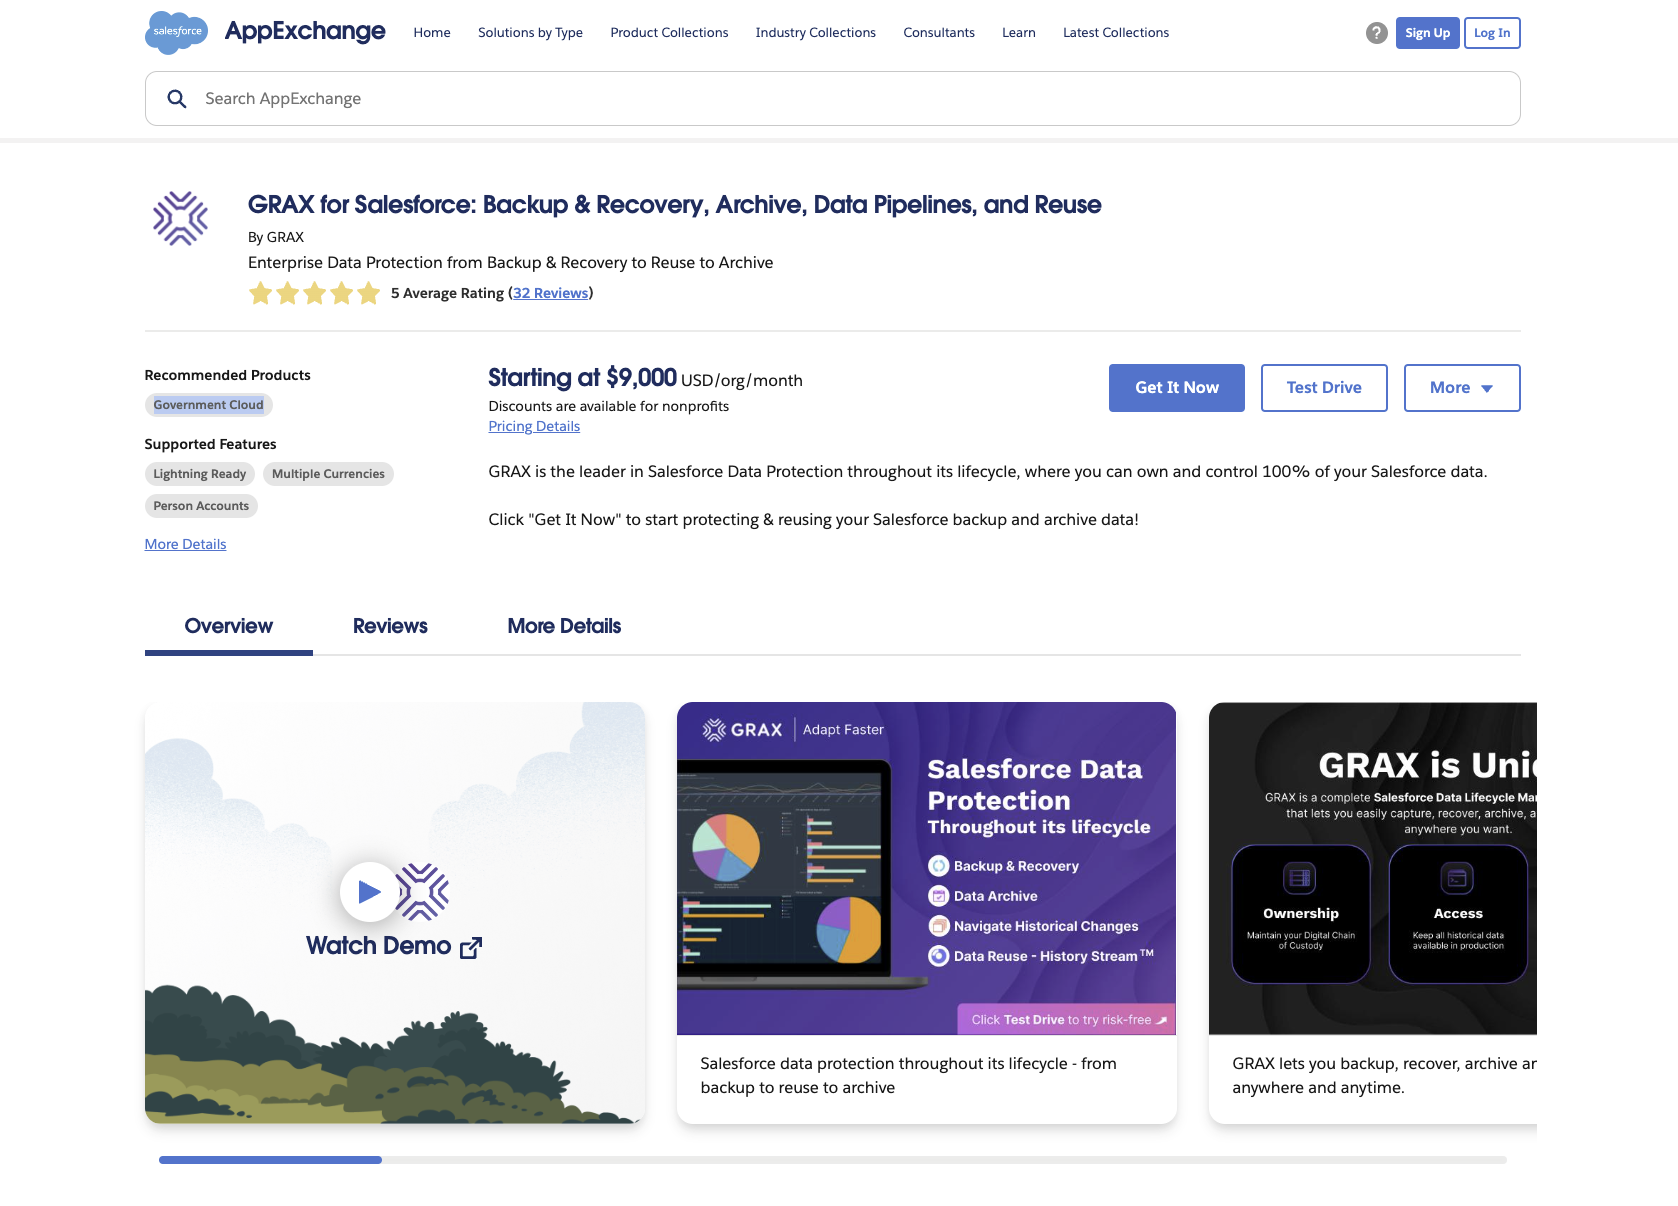 salesforce
AppExchange
Home
Solutions by Type
Product Collections
Industry Collections
Consultants
Learn
Latest Collections
?
Sign Up
Log In
Search AppExchange
GRAX for Salesforce: Backup & Recovery, Archive, Data Pipelines, and Reuse
By GRAX
Enterprise Data Protection from Backup & Recovery to Reuse to Archive
5 Average Rating (32 Reviews)
Recommended Products
Government Cloud
Supported Features
Lightning Ready
Multiple Currencies
Person Accounts
More Details
Starting at $9,000 USD/org/month
Discounts are available for nonprofits
Pricing Details
Get It Now
Test Drive
More
GRAX is the leader in Salesforce Data Protection throughout its lifecycle, where you can own and control 100% of your Salesforce data.
Click "Get It Now" to start protecting & reusing your Salesforce backup and archive data!
Overview
Reviews
More Details
Watch Demo
GRAX | Adapt Faster
Salesforce Data
Protection
Throughout its lifecycle
Backup & Recovery
Data Archive
Navigate Historical Changes
Data Reuse - History Stream™
Click Test Drive to try risk-free
Salesforce data protection throughout its lifecycle - from
backup to reuse to archive
GRAX is
GRAX is a complete Salesforce Data Lifecycle
that lets you easily capture, recover, archive,
anywhere you want.
Ownership
Maintain your Digital Chain
of Custody
Access
Keep all historical data
available in production
GRAX lets you backup, recover, archive
anywhere and anytime.